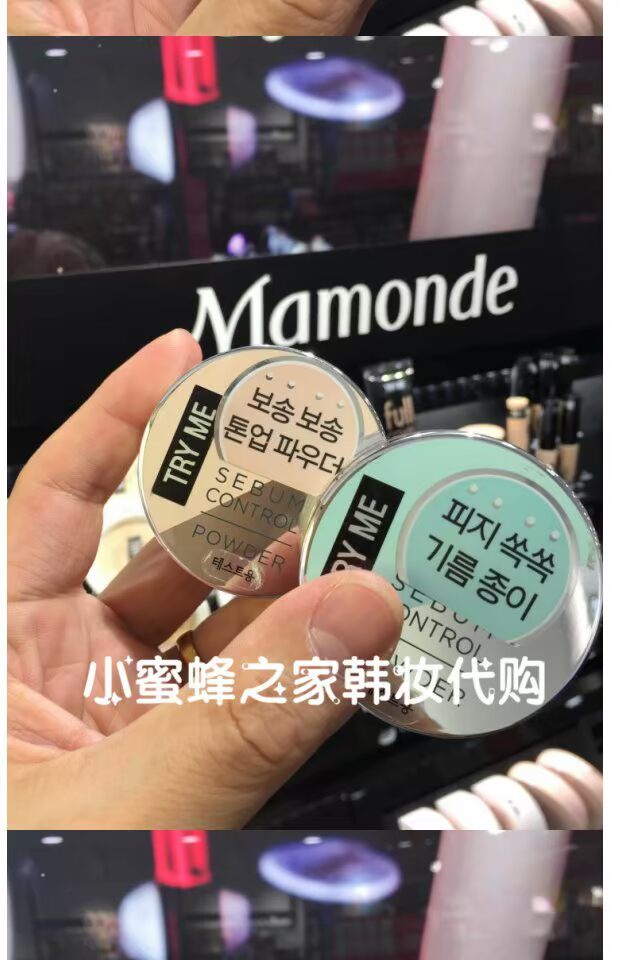 Mamonde
full
TRY ME
보송 보송
톤업 파우더
SEBUM
CONTROL
POWDER
테스트용
TRY ME
피지 쏙쏙
기름 종이
SEBUM
CONTROL
POWDER
小蜜蜂之家韩妆代购